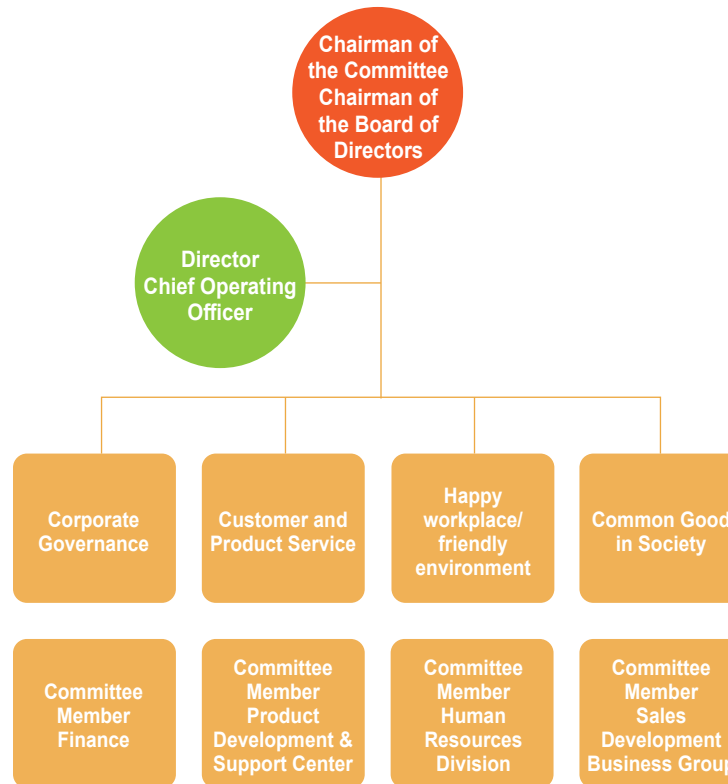 Chairman of
the Committee
Chairman of
the Board of
Directors
Director
Chief Operating
Officer
Corporate
Governance
Customer and
Product Service
Happy
workplace/
friendly
environment
Common Good
in Society
Committee
Member
Finance
Committee
Member
Product
Development &
Support Center
Committee
Member
Human
Resources
Division
Committee
Member
Sales
Development
Business Group